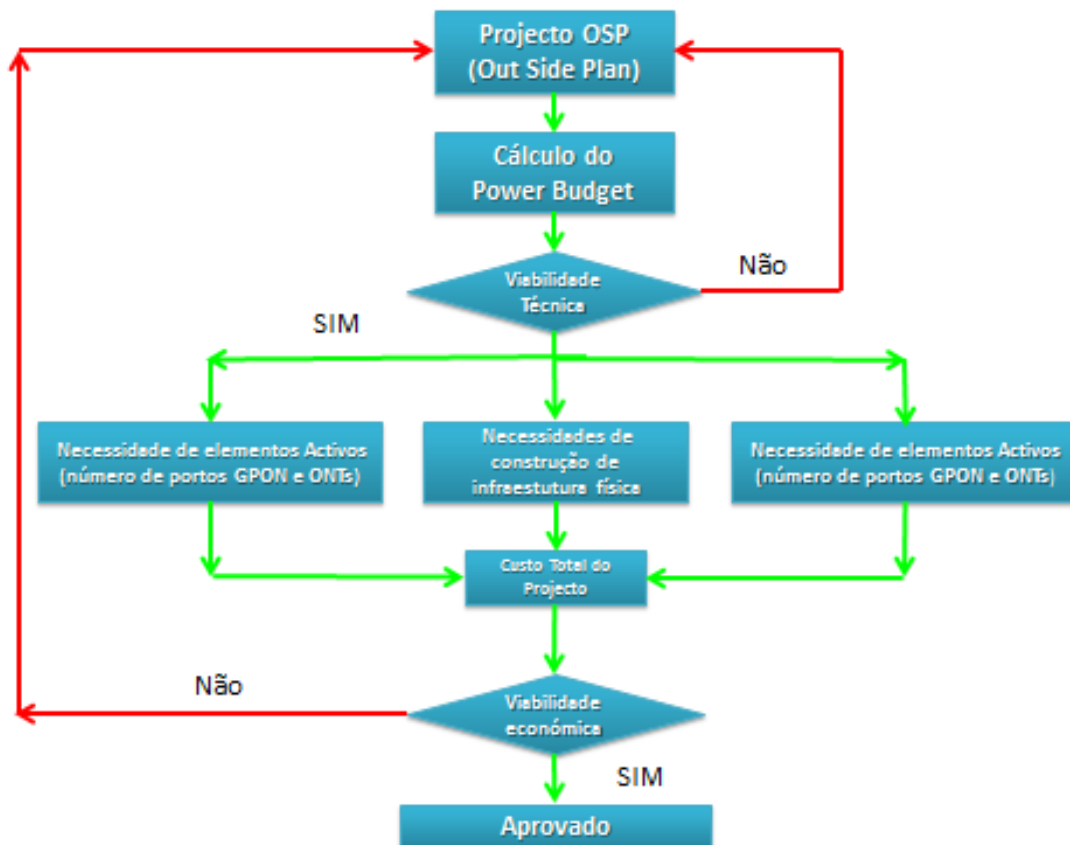 Projecto OSP
(Out Side Plan)
Cálculo do
Power Budget
Viabilidade
Técnica
Não
SIM
Necessidade de elementos Activos
(número de portos GPON e ONTs)
Necessidades de
construção de
infraestutura física
Necessidade de elementos Activos
(número de portos GPON e ONTs)
Custo Total do
Projecto
Não
Viabilidade
económica
SIM
Aprovado